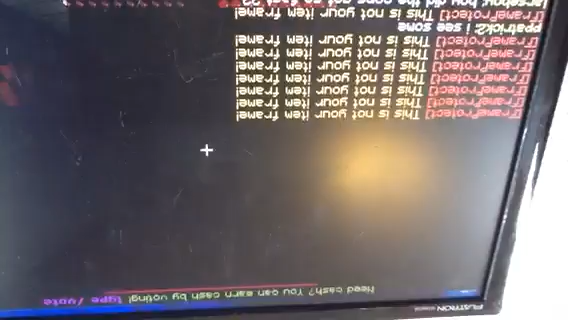 FLATRON
Need cash? You can earn cash by voting! type /vote
[FrameProtect] This is not your item frame!
[FrameProtect] This is not your item frame!
[FrameProtect] This is not your item frame!
[FrameProtect] This is not your item frame!
[FrameProtect] This is not your item frame!
[FrameProtect] This is not your item frame!
[FrameProtect] This is not your item frame!
ppatrick2: i see some
[FrameProtect] This is not your item frame!
did the